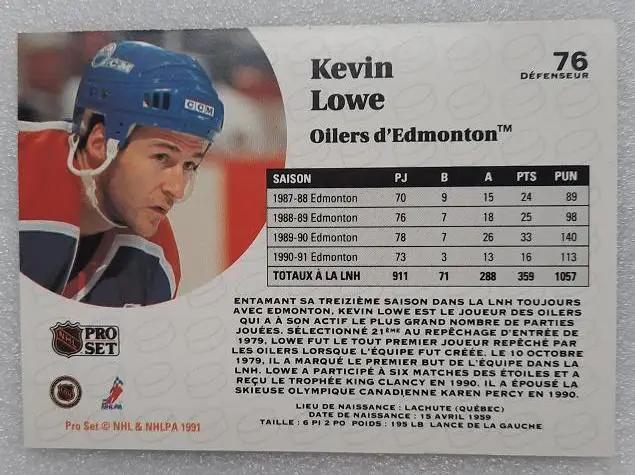 CCM
CCM
Kevin
Lowe
76
DÉFENSEUR
Oilers d'Edmonton™
SAISON PJ B A PTS PUN
1987-88 Edmonton 70 9 15 24 89
1988-89 Edmonton 76 7 18 25 98
1989-90 Edmonton 78 7 26 33 140
1990-91 Edmonton 73 3 13 16 113
TOTAUX À LA LNH 911 71 288 359 1057
ENTAMANT SA TREIZIÈME SAISON DANS LA LNH TOUJOURS
AVEC EDMONTON, KEVIN LOWE EST LE JOUEUR DES OILERS
QUI A À SON ACTIF LE PLUS GRAND NOMBRE DE PARTIES
JOUÉES. SÉLECTIONNÉ 21ÈME AU REPÊCHAGE D'ENTRÉE DE
1979, LOWE FUT LE TOUT PREMIER JOUEUR REPÊCHÉ PAR
LES OILERS LORSQUE L'ÉQUIPE FUT CRÉÉE. LE 10 OCTOBRE
1979, IL A MARQUÉ LE PREMIER BUT DE L'ÉQUIPE DANS LA
LNH. LOWE A PARTICIPÉ À SIX MATCHES DES ÉTOILES ET A
REÇU LE TROPHÉE KING CLANCY EN 1990. IL A ÉPOUSÉ LA
SKIEUSE OLYMPIQUE CANADIENNE KAREN PERCY EN 1990.
LIEU DE NAISSANCE : LACHUTE (QUÉBEC)
DATE DE NAISSANCE : 15 AVRIL 1959
TAILLE : 6 PI 2 PO POIDS : 195 LB LANCE DE LA GAUCHE
NHL PRO
SET
NHL
NHLPA
Pro Set © NHL & NHLPA 1991